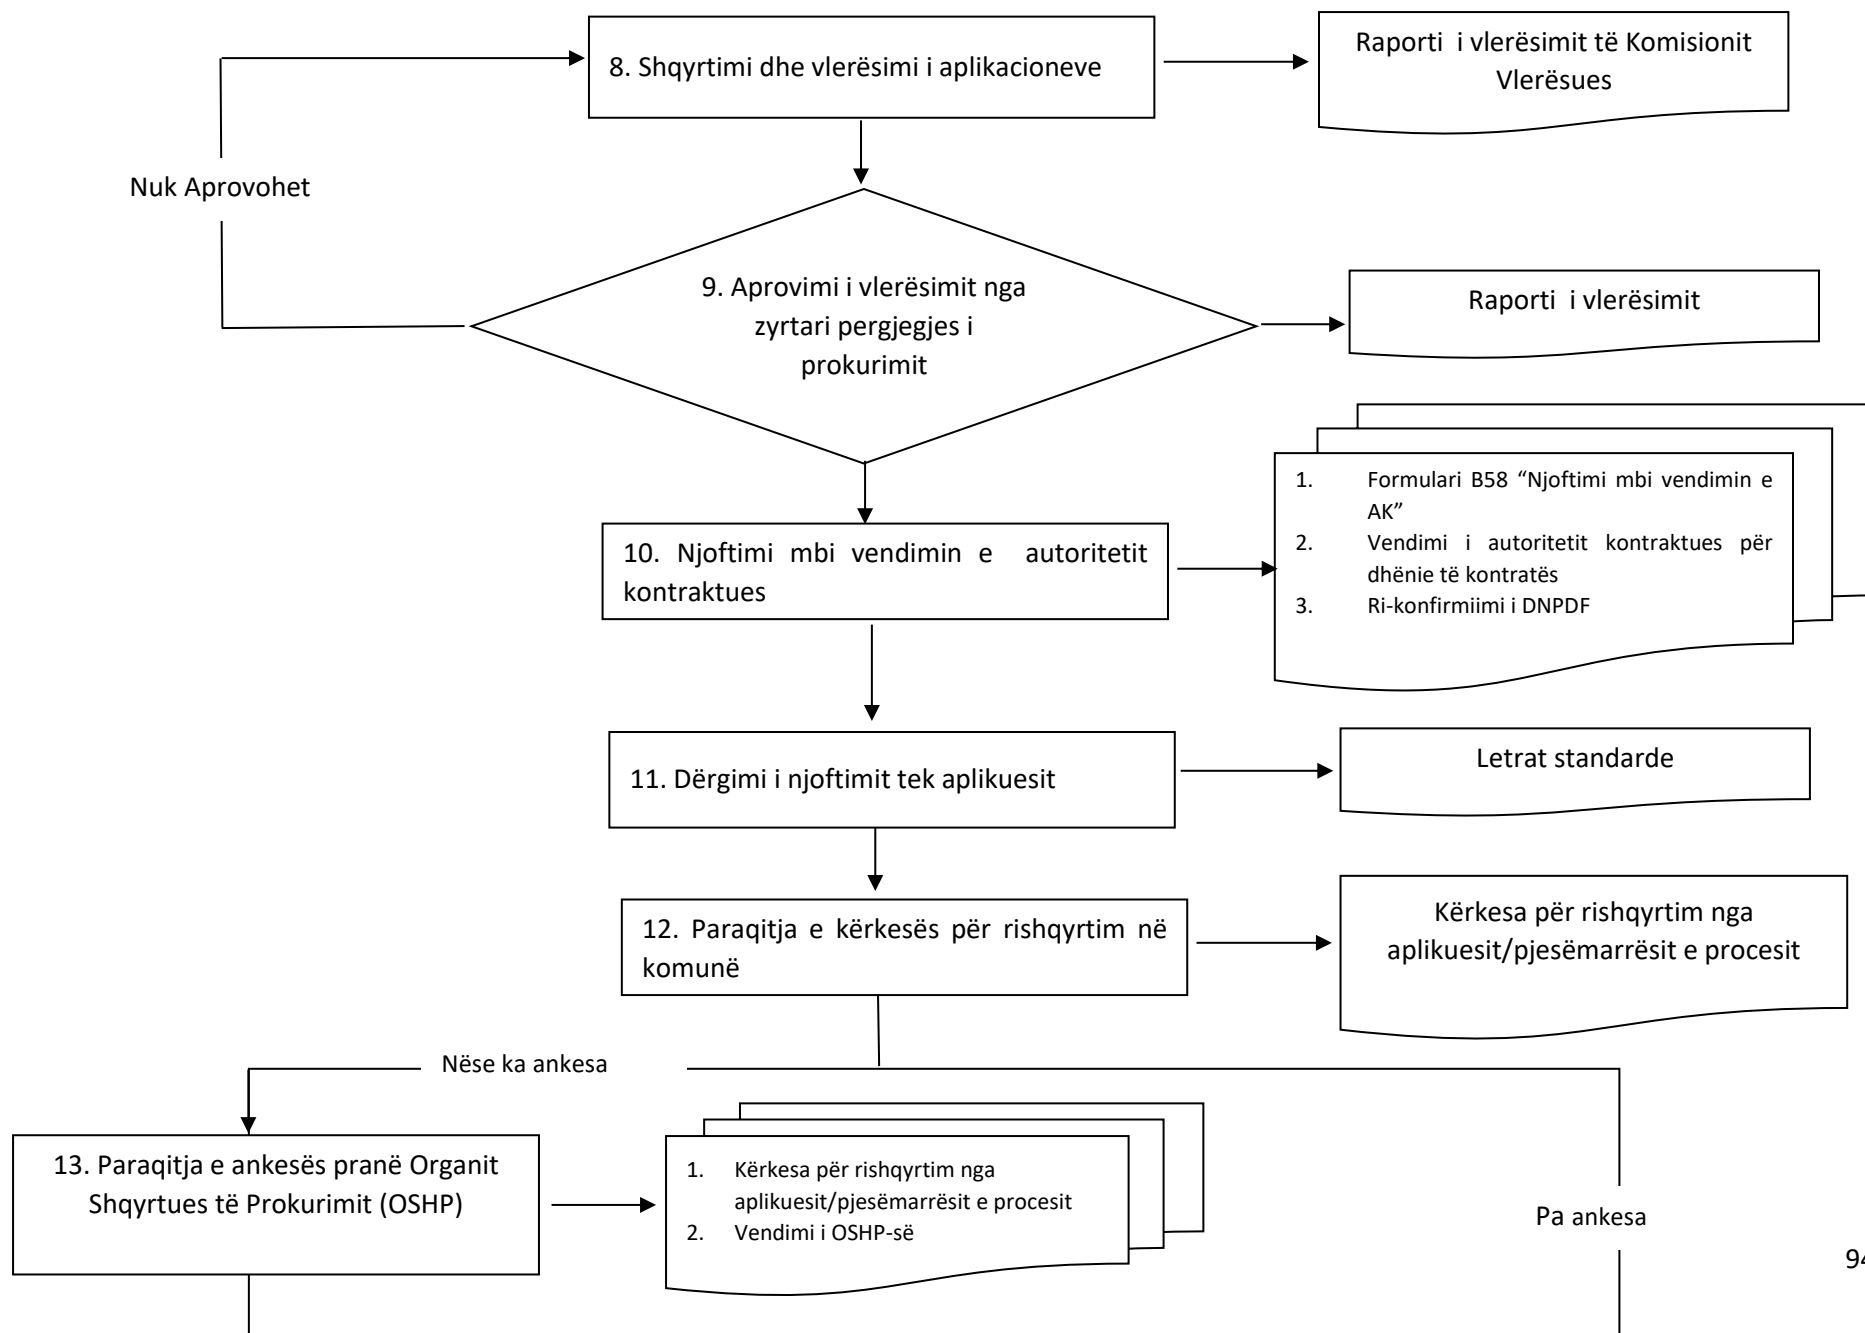 8. Shqyrtimi dhe vlerësimi i aplikacioneve
Raporti i vlerësimit të Komisionit
Vlerësues
Nuk Aprovohet
9. Aprovimi i vlerësimit nga
zyrtari pergjegjes i
prokurimit
Raporti i vlerësimit
1. Formulari B58 “Njoftimi mbi vendimin e
AK”
2. Vendimi i autoritetit kontraktues për
dhënie të kontratës
3. Ri-konfirmiimi i DNPDF
10. Njoftimi mbi vendimin e autoritetit
kontraktues
11. Dërgimi i njoftimit tek aplikuesit
Letrat standarde
12. Paraqitja e kërkesës për rishqyrtim në
komunë
Kërkesa për rishqyrtim nga
aplikuesit/pjesëmarrësit e procesit
Nëse ka ankesa
13. Paraqitja e ankesës pranë Organit
Shqyrtues të Prokurimit (OSHP)
1. Kërkesa për rishqyrtim nga
aplikuesit/pjesëmarrësit e procesit
2. Vendimi i OSHP-së
Pa ankesa
94